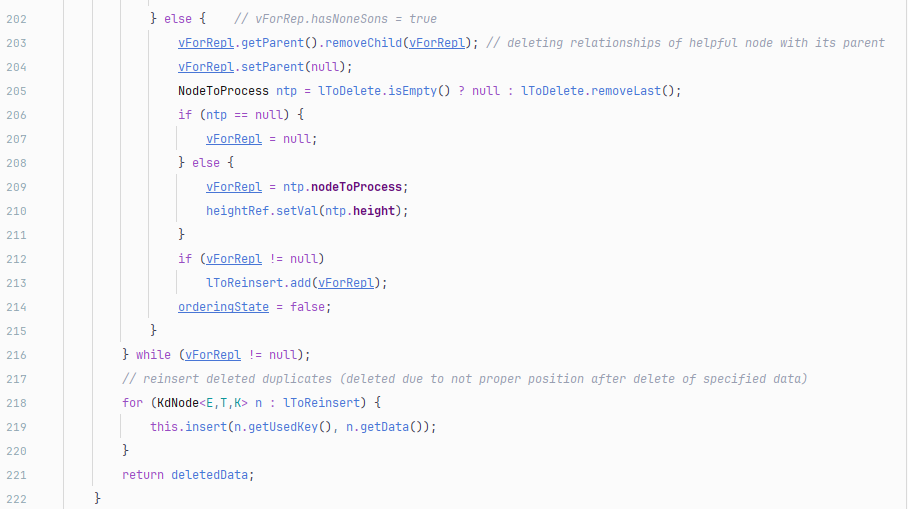 202 } else { // vForRep.hasNoneSons = true
203 vForRepl.getParent().removeChild(vForRepl); // deleting relationships of helpful node with its parent
204 vForRepl.setParent(null);
205 NodeToProcess ntp = lToDelete.isEmpty() ? null : lToDelete.removeLast();
206 if (ntp == null) {
207 vForRepl = null;
208 } else {
209 vForRepl = ntp.nodeToProcess;
210 heightRef.setVal(ntp.height);
211 }
212 if (vForRepl != null)
213 lToReinsert.add(vForRepl);
214 orderingState = false;
215 }
216 } while (vForRepl != null);
217 // reinsert deleted duplicates (deleted due to not proper position after delete of specified data)
218 for (KdNode<E,T,K> n : lToReinsert) {
219 this.insert(n.getUsedKey(), n.getData());
220 }
221 return deletedData;
222 }